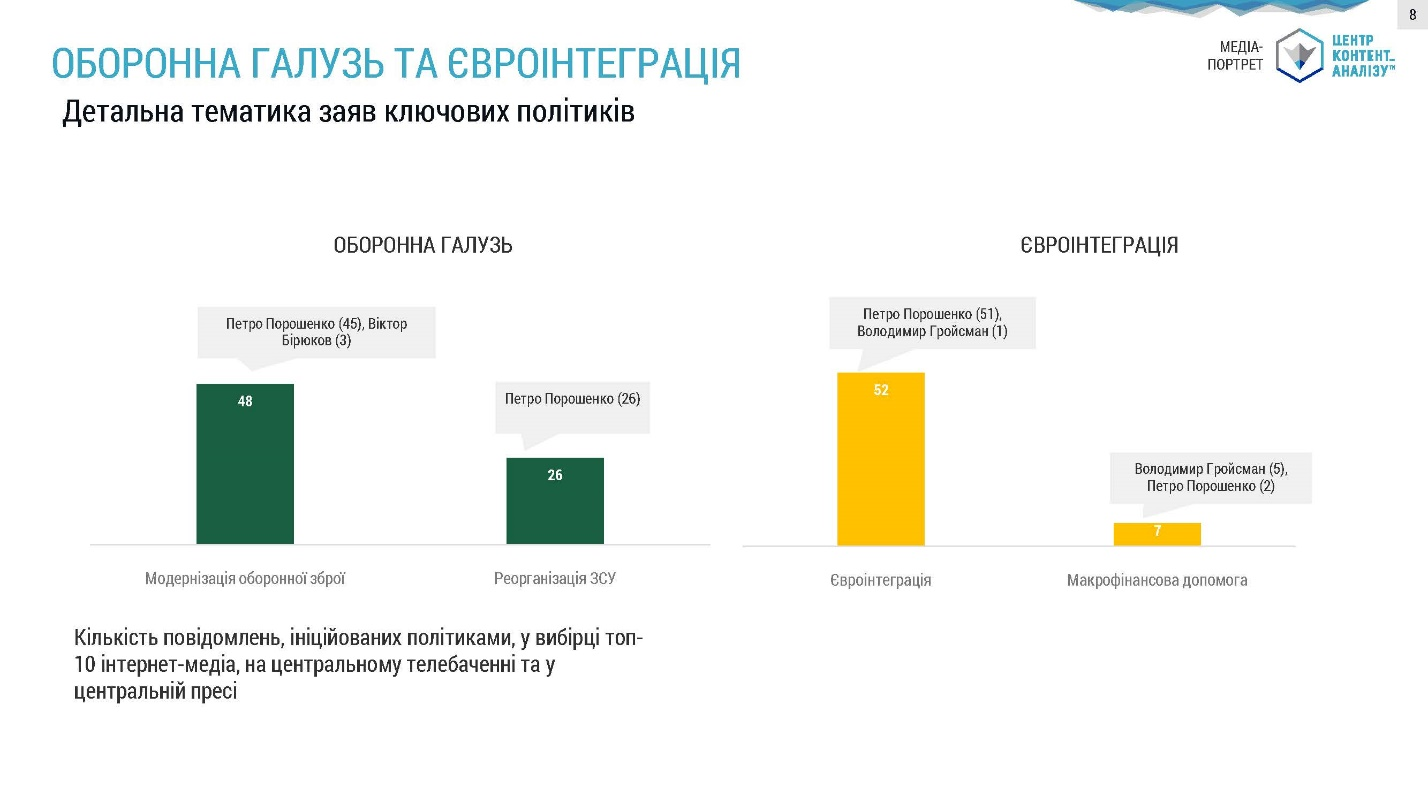 8
МЕДІА-
ПОРТРЕТ
ЦЕНТР
КОНТЕНТ_
АНАЛІЗУ™
ОБОРОННА ГАЛУЗЬ ТА ЄВРОІНТЕГРАЦІЯ
Детальна тематика заяв ключових політиків
ОБОРОННА ГАЛУЗЬ
Петро Порошенко (45), Віктор
Бірюков (3)
Петро Порошенко (26)
48
26
Модернізація оборонної зброї
Реорганізація ЗСУ
ЄВРОІНТЕГРАЦІЯ
Петро Порошенко (51),
Володимир Гройсман (1)
52
Володимир Гройсман (5),
Петро Порошенко (2)
7
Євроінтеграція
Макрофінансова допомога
Кількість повідомлень, ініційованих політиками, у вибірці топ-
10 інтернет-медіа, на центральному телебаченні та у
центральній пресі